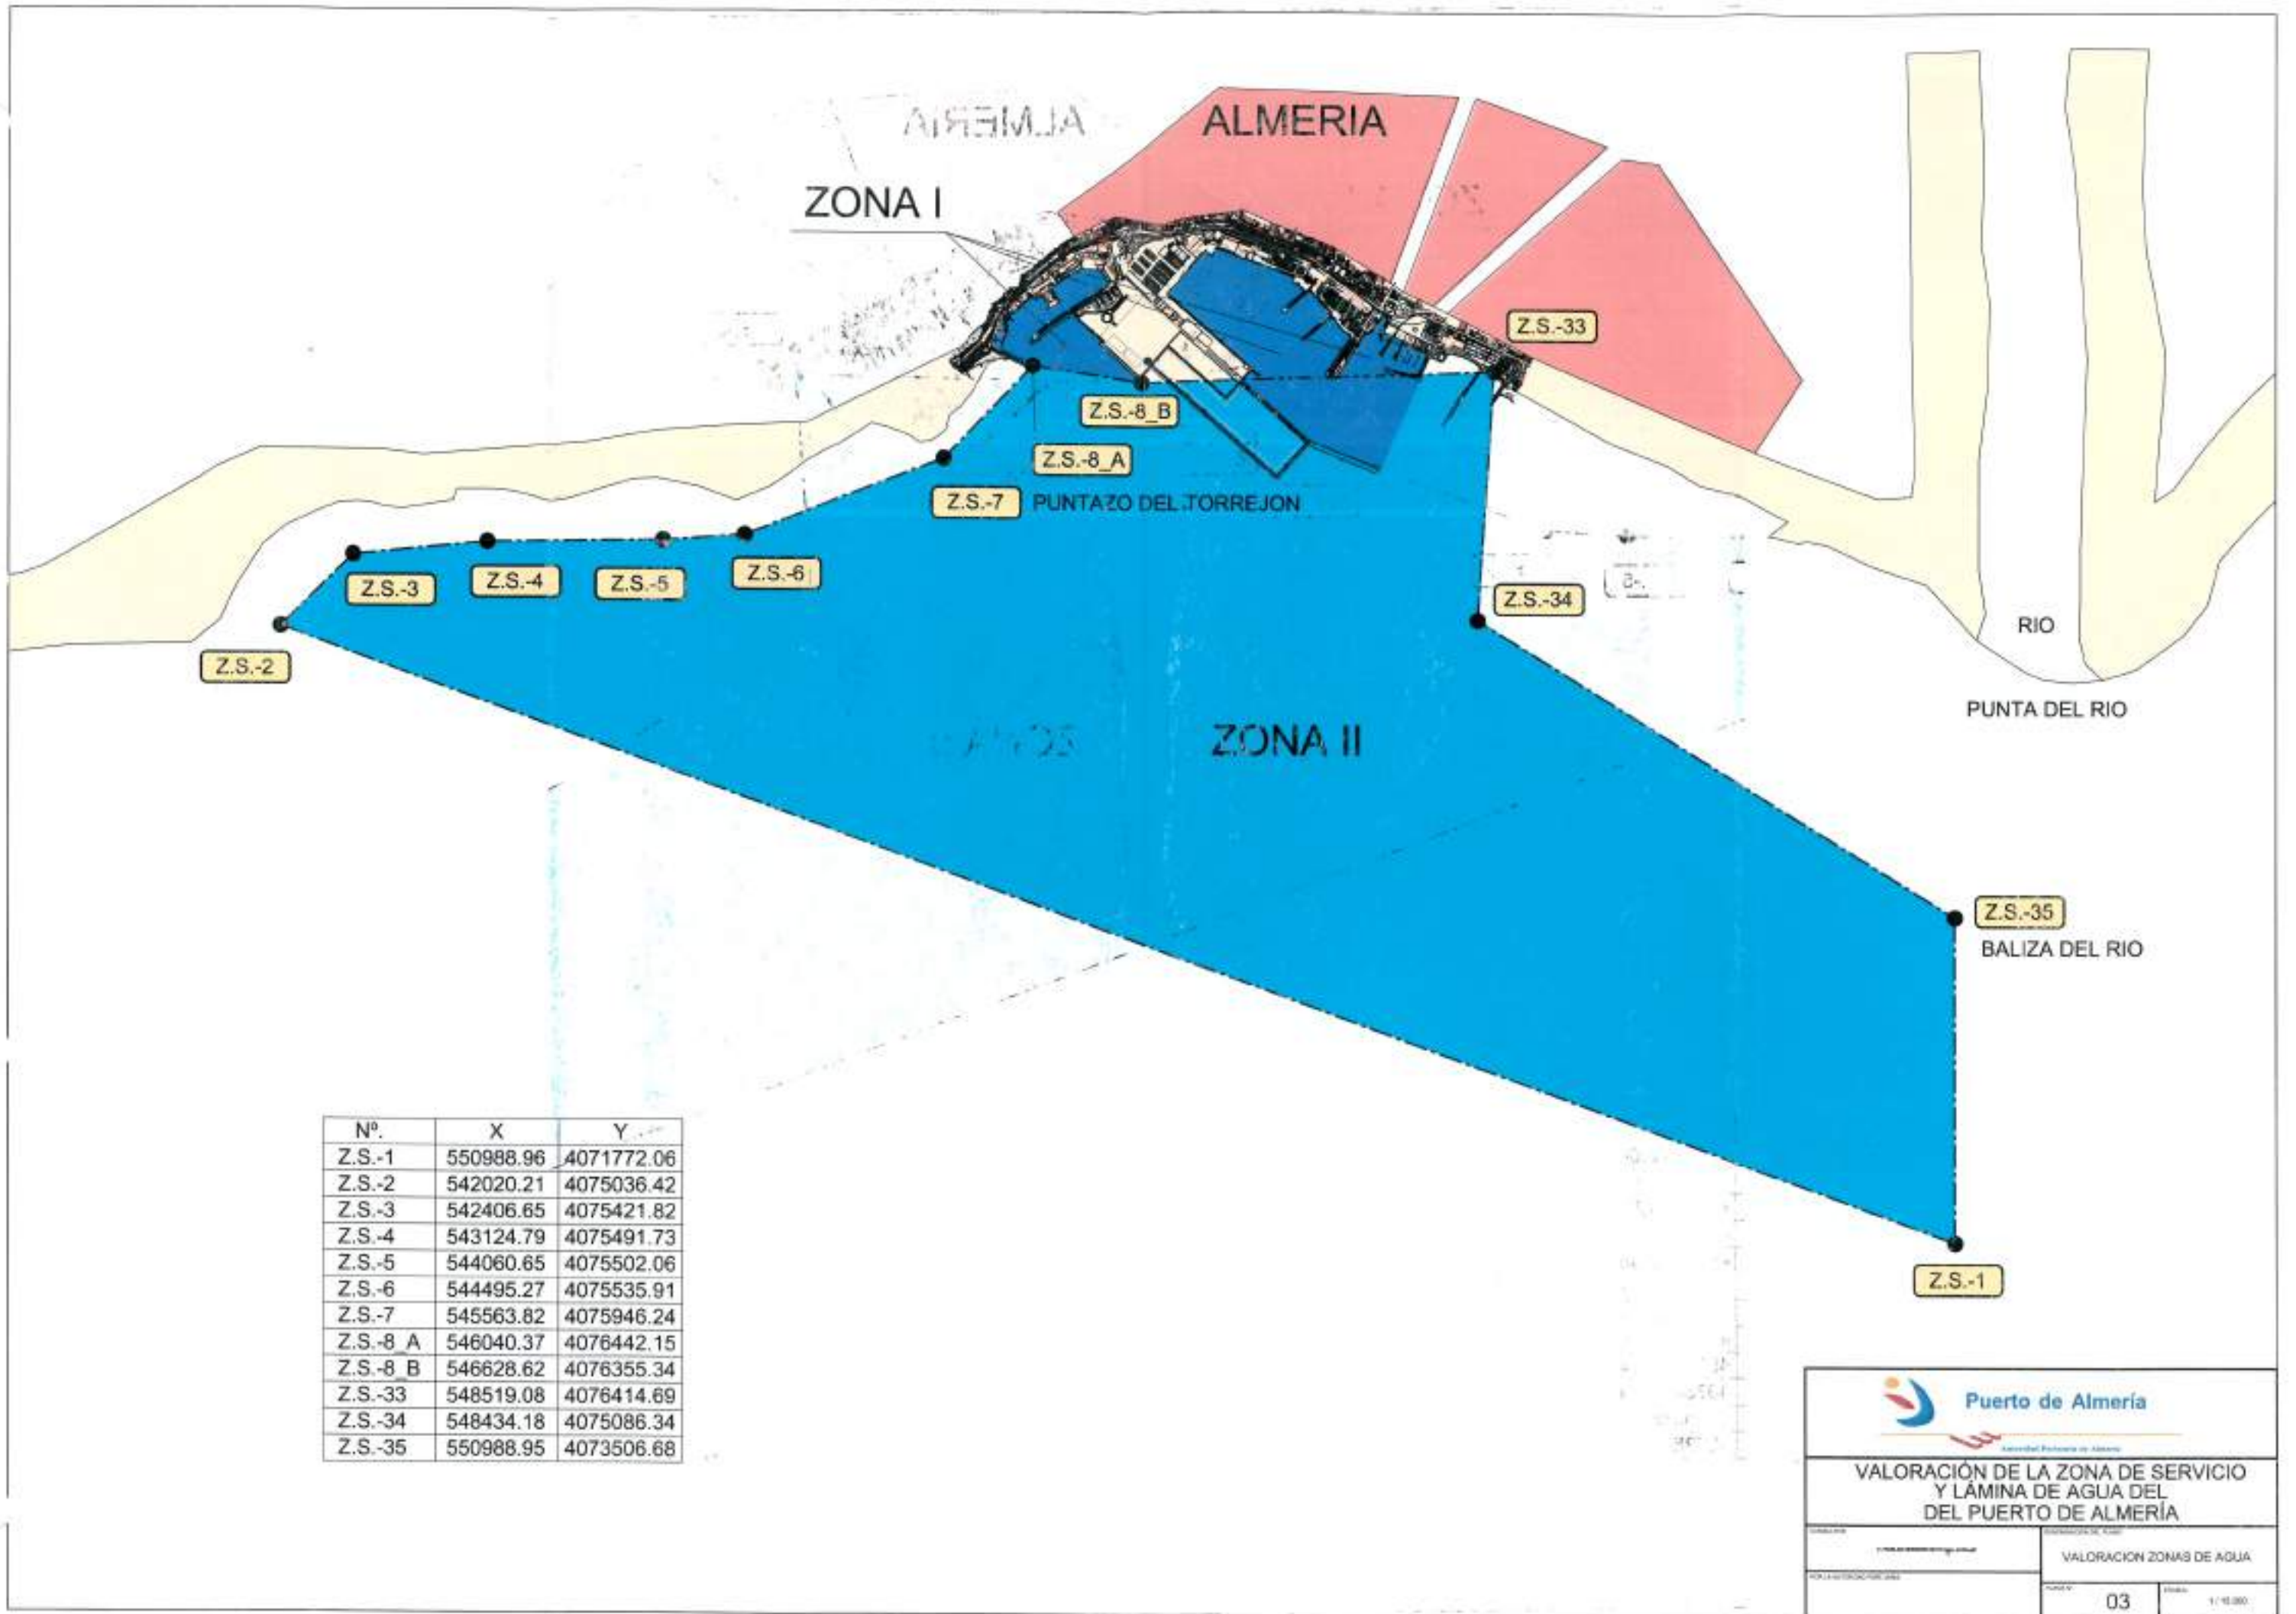 ALMERIA
ZONA I
Z.S.-33
Z.S.-8_B
Z.S.-8_A
Z.S.-7 PUNTAZO DEL TORREJON
Z.S.-6
Z.S.-5
Z.S.-4
Z.S.-3
Z.S.-2
Z.S.-34
RIO
PUNTA DEL RIO
ZONA II
Z.S.-35
BALIZA DEL RIO
Z.S.-1
Nº. X Y
Z.S.-1 550988.96 4071772.06
Z.S.-2 542020.21 4075036.42
Z.S.-3 542406.65 4075421.82
Z.S.-4 543124.79 4075491.73
Z.S.-5 544060.65 4075502.06
Z.S.-6 544495.27 4075535.91
Z.S.-7 545563.82 4075946.24
Z.S.-8_A 546040.37 4076442.15
Z.S.-8_B 546628.62 4076355.34
Z.S.-33 548519.08 4076414.69
Z.S.-34 548434.18 4075086.34
Z.S.-35 550988.95 4073506.68
Puerto de Almería
Autoridad Portuaria de Almería
VALORACIÓN DE LA ZONA DE SERVICIO
Y LÁMINA DE AGUA DEL
DEL PUERTO DE ALMERÍA
VALORACION ZONAS DE AGUA
03